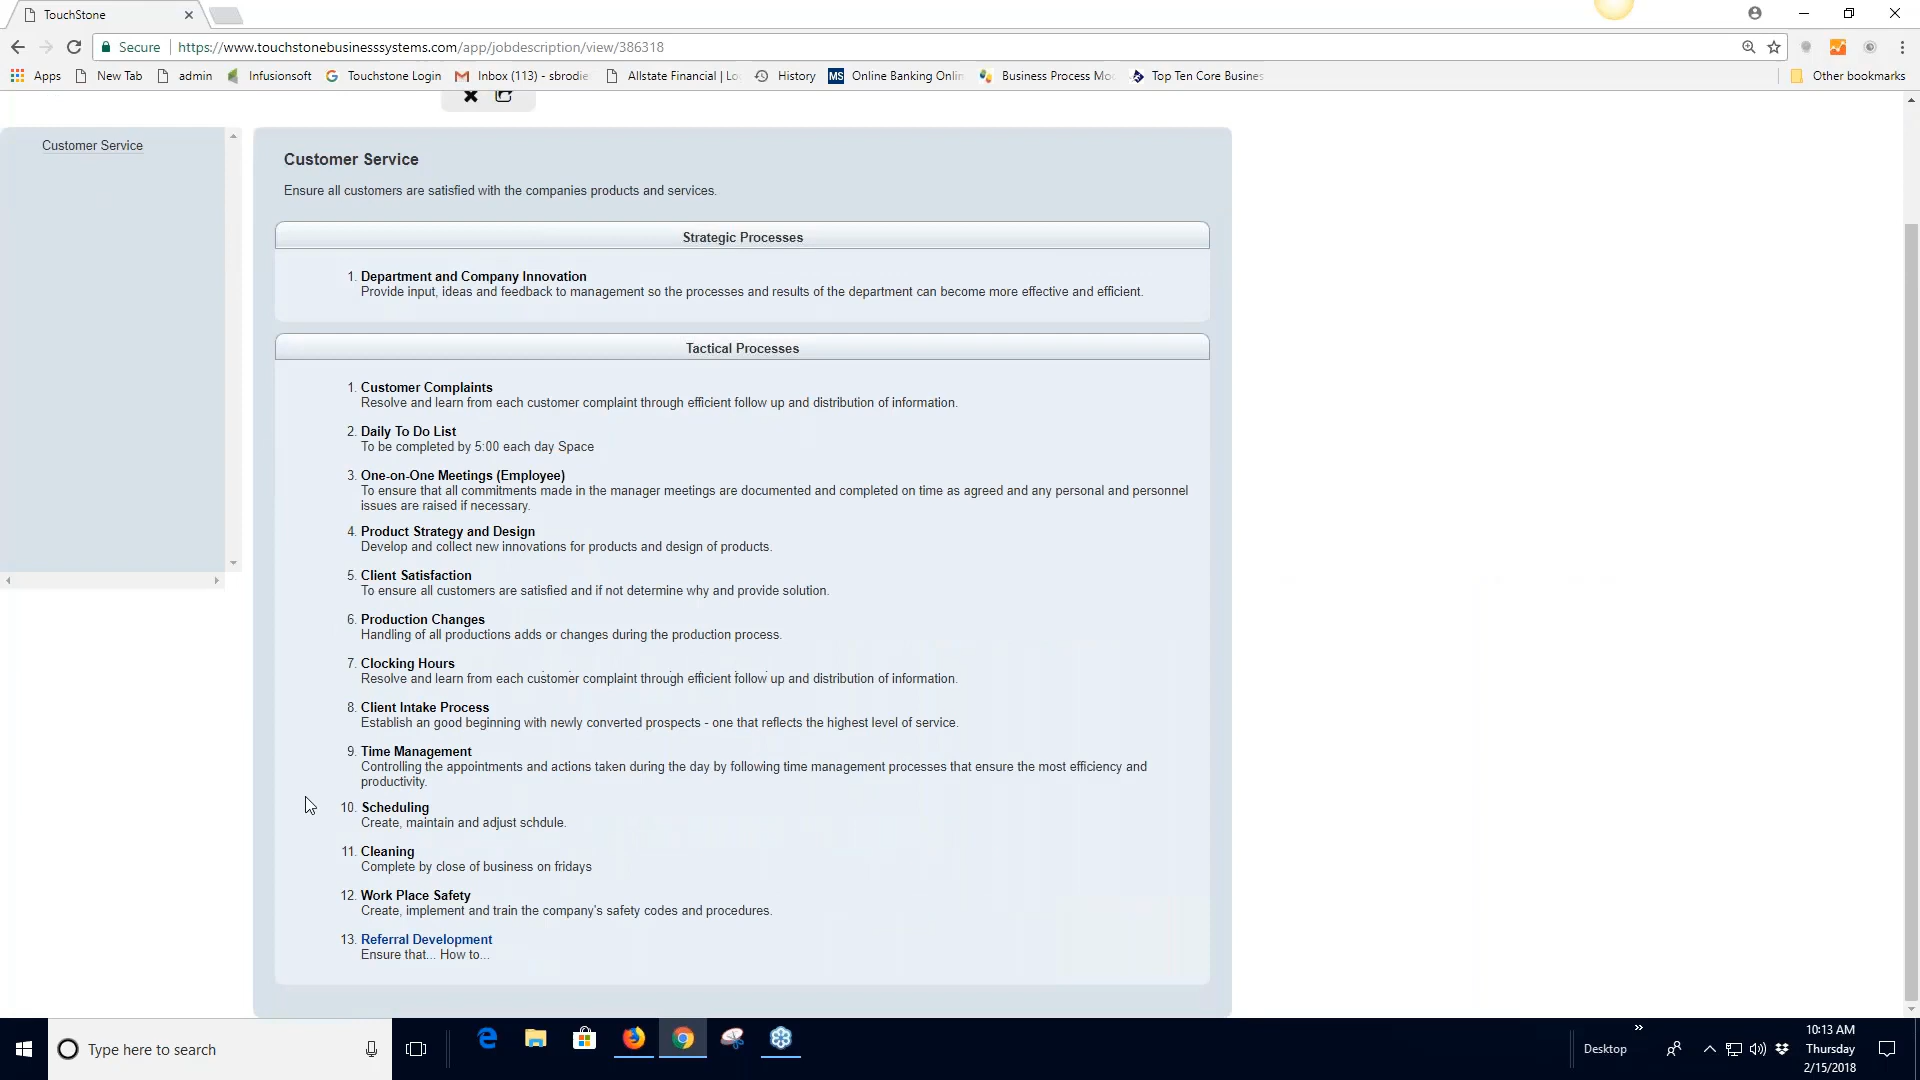 TouchStone
Secure https://www.touchstonebusinesssystems.com/app/jobdescription/view/386318
Apps New Tab admin Infusionsoft Touchstone Login Inbox (113) - sbrodie Allstate Financial | Lo History MS Online Banking Onli Business Process Mo Top Ten Core Busines Other bookmarks
Customer Service
Customer Service
Ensure all customers are satisfied with the companies products and services.
Strategic Processes
1. Department and Company Innovation
Provide input, ideas and feedback to management so the processes and results of the department can become more effective and efficient.
Tactical Processes
1. Customer Complaints
Resolve and learn from each customer complaint through efficient follow up and distribution of information.
2. Daily To Do List
To be completed by 5:00 each day Space
3. One-on-One Meetings (Employee)
To ensure that all commitments made in the manager meetings are documented and completed on time as agreed and any personal and personnel
issues are raised if necessary.
4. Product Strategy and Design
Develop and collect new innovations for products and design of products.
5. Client Satisfaction
To ensure all customers are satisfied and if not determine why and provide solution.
6. Production Changes
Handling of all productions adds or changes during the production process.
7. Clocking Hours
Resolve and learn from each customer complaint through efficient follow up and distribution of information.
8. Client Intake Process
Establish an good beginning with newly converted prospects - one that reflects the highest level of service.
9. Time Management
Controlling the appointments and actions taken during the day by following time management processes that ensure the most efficiency and
productivity.
10. Scheduling
Create, maintain and adjust schdule.
11. Cleaning
Complete by close of business on fridays
12. Work Place Safety
Create, implement and train the company's safety codes and procedures.
13. Referral Development
Ensure that... How to...
Type here to search
Desktop
10:13 AM
Thursday
2/15/2018